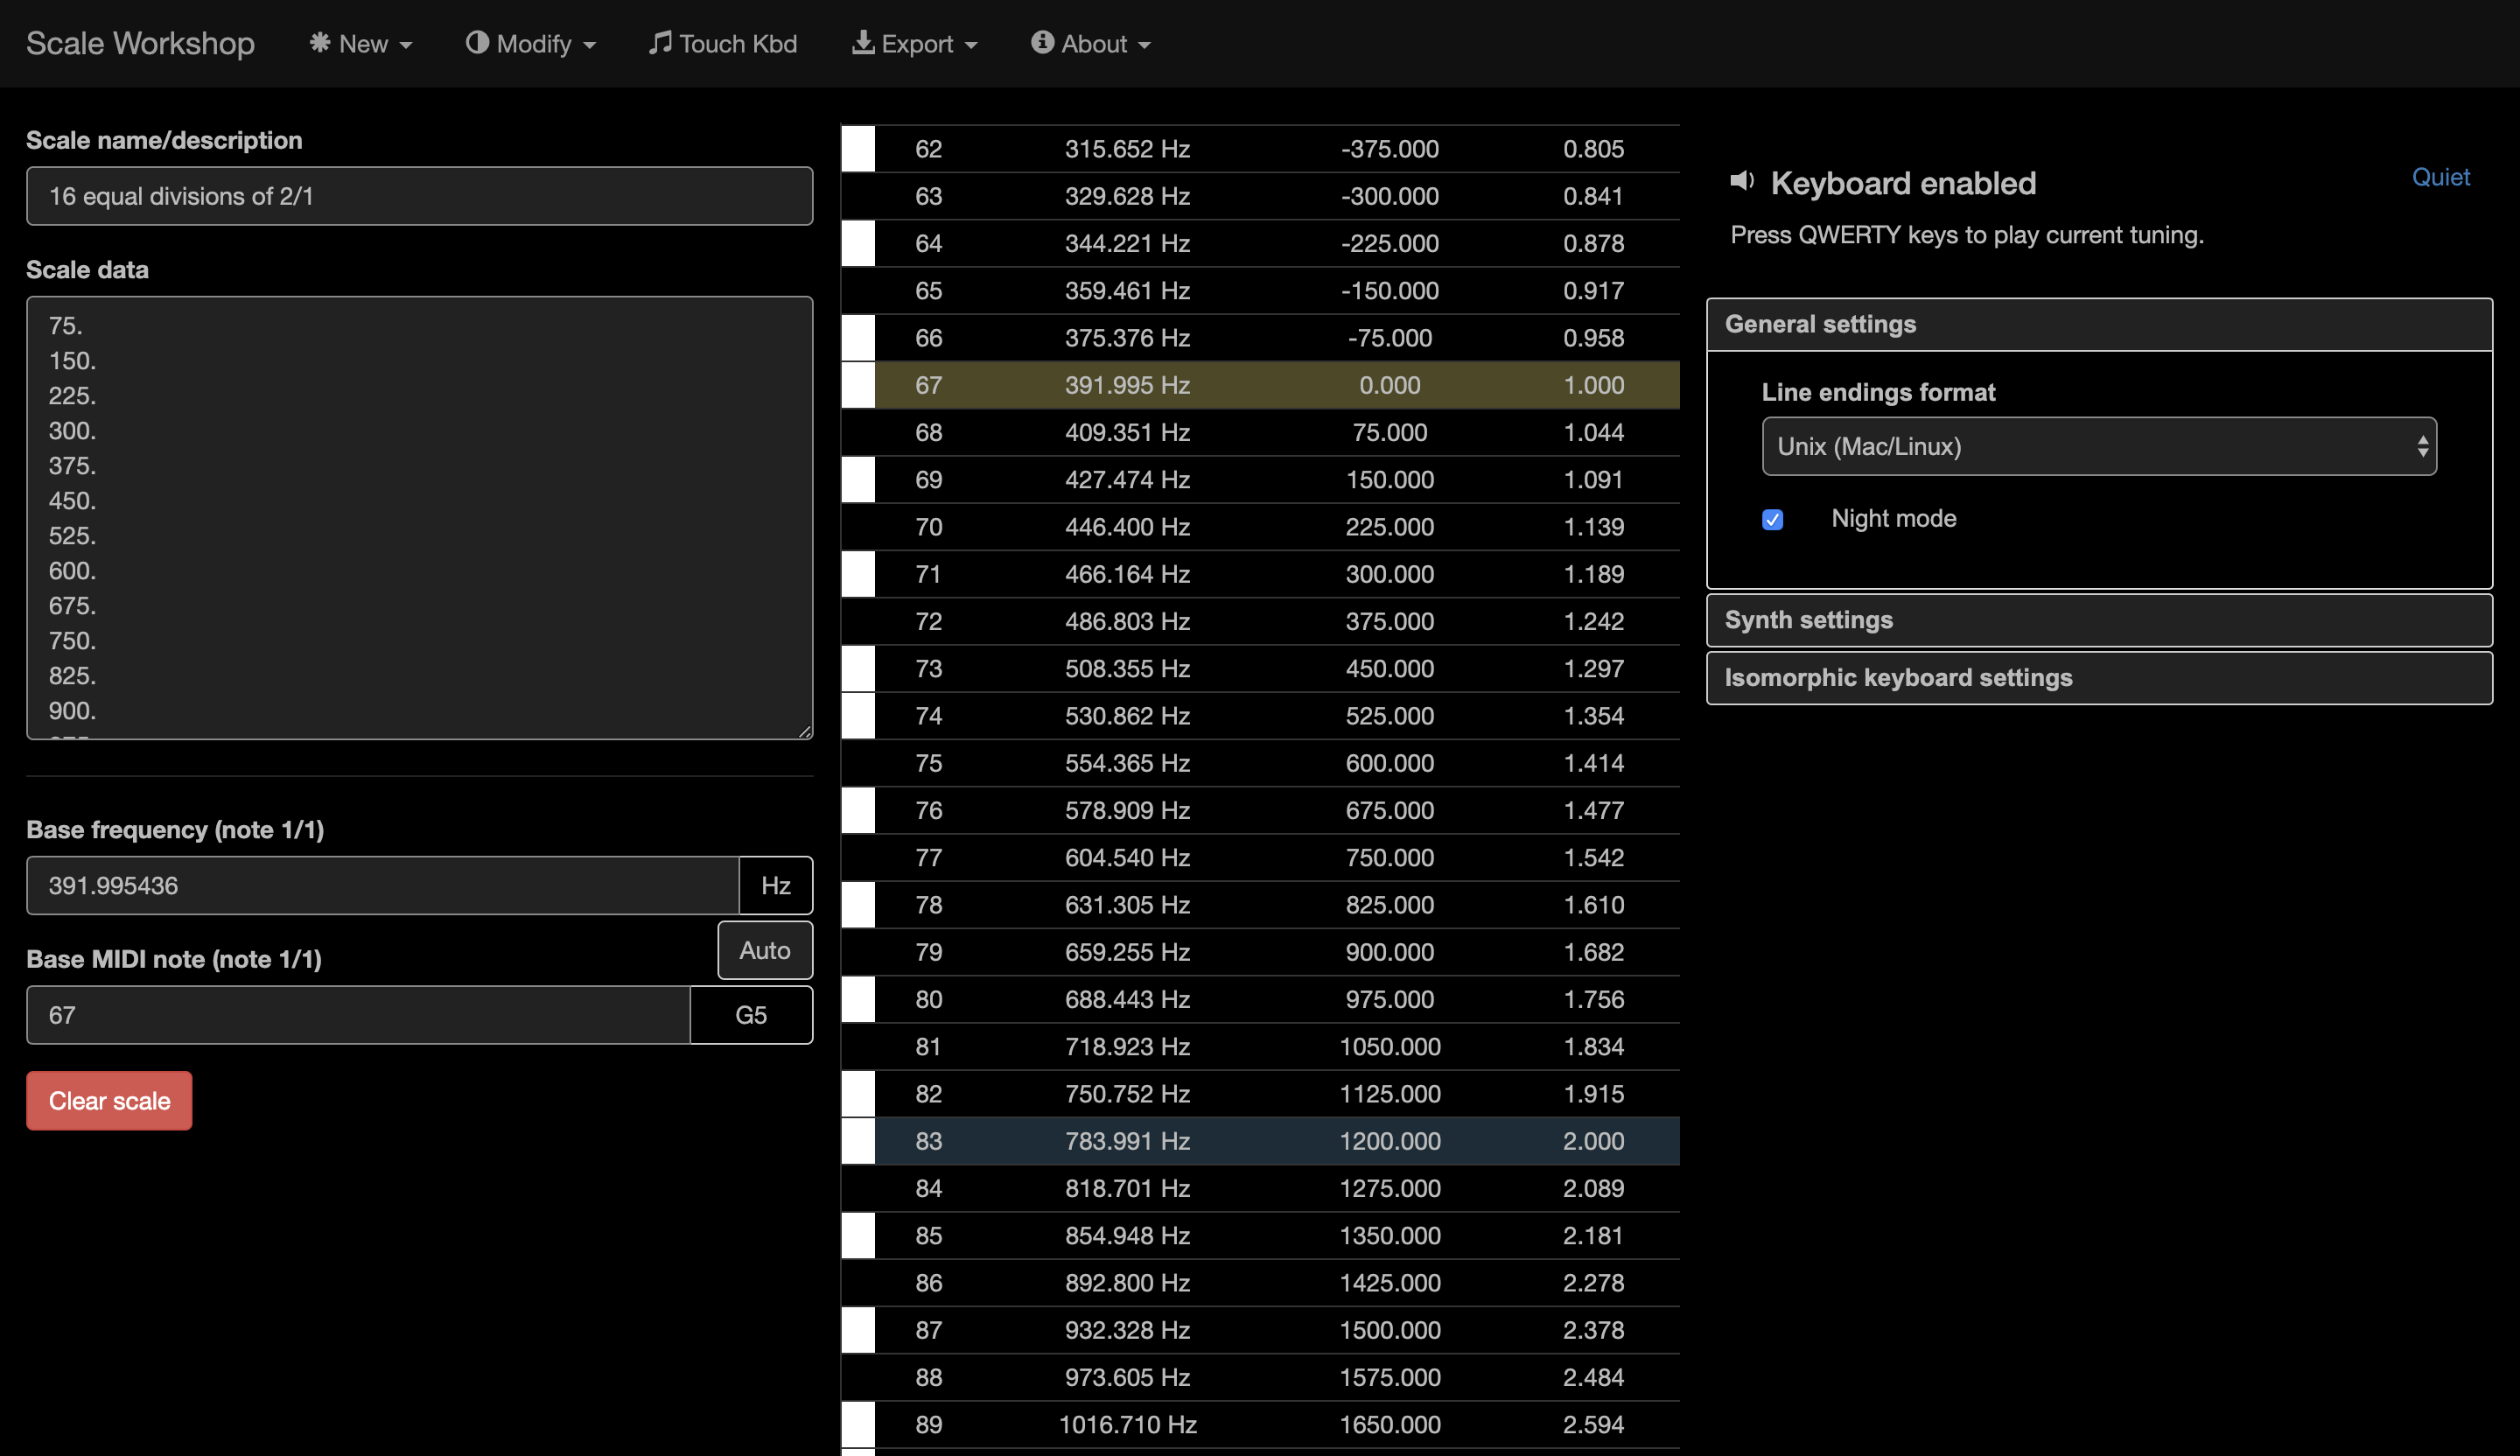 Scale Workshop New Modify Touch Kbd Export About
Scale name/description
16 equal divisions of 2/1
Scale data
75.
150.
225.
300.
375.
450.
525.
600.
675.
750.
825.
900.
Base frequency (note 1/1)
391.995436 Hz
Auto
Base MIDI note (note 1/1)
67 G5
Clear scale
62 315.652 Hz -375.000 0.805
63 329.628 Hz -300.000 0.841
64 344.221 Hz -225.000 0.878
65 359.461 Hz -150.000 0.917
66 375.376 Hz -75.000 0.958
67 391.995 Hz 0.000 1.000
68 409.351 Hz 75.000 1.044
69 427.474 Hz 150.000 1.091
70 446.400 Hz 225.000 1.139
71 466.164 Hz 300.000 1.189
72 486.803 Hz 375.000 1.242
73 508.355 Hz 450.000 1.297
74 530.862 Hz 525.000 1.354
75 554.365 Hz 600.000 1.414
76 578.909 Hz 675.000 1.477
77 604.540 Hz 750.000 1.542
78 631.305 Hz 825.000 1.610
79 659.255 Hz 900.000 1.682
80 688.443 Hz 975.000 1.756
81 718.923 Hz 1050.000 1.834
82 750.752 Hz 1125.000 1.915
83 783.991 Hz 1200.000 2.000
84 818.701 Hz 1275.000 2.089
85 854.948 Hz 1350.000 2.181
86 892.800 Hz 1425.000 2.278
87 932.328 Hz 1500.000 2.378
88 973.605 Hz 1575.000 2.484
89 1016.710 Hz 1650.000 2.594
Keyboard enabled Quiet
Press QWERTY keys to play current tuning.
General settings
Line endings format
Unix (Mac/Linux)
Night mode
Synth settings
Isomorphic keyboard settings